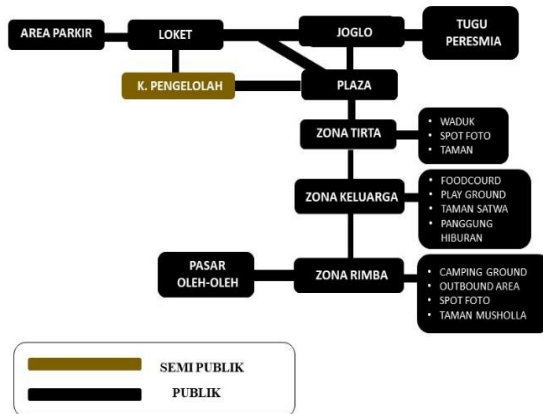 AREA PARKIR
LOKET
JOGLO
TUGU
PERESMIA
K. PENGELOLAH
PLAZA
ZONA TIRTA
• WADUK
• SPOT FOTO
• TAMAN
ZONA KELUARGA
• FOODCOURD
• PLAY GROUND
• TAMAN SATWA
• PANGGUNG
HIBURAN
PASAR
OLEH-OLEH
ZONA RIMBA
• CAMPING GROUND
• OUTBOUND AREA
• SPOT FOTO
• TAMAN MUSHOLLA
SEMI PUBLIK
PUBLIK